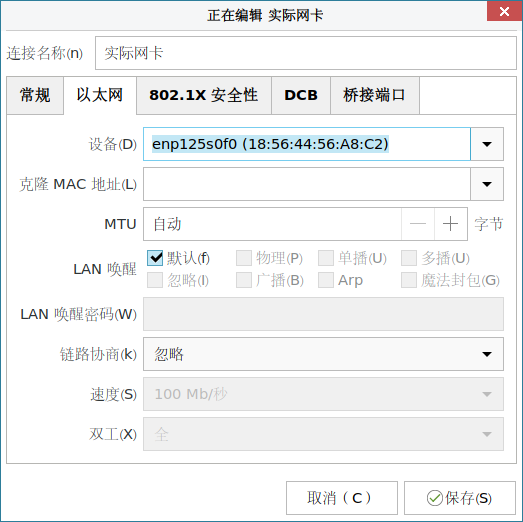 正在编辑 实际网卡
连接名称(n) 实际网卡
常规 以太网 802.1X 安全性 DCB 桥接端口
设备(D) enp125s0f0 (18:56:44:56:A8:C2)
克隆 MAC 地址(L)
MTU 自动 字节
LAN 唤醒 默认(f) 物理(P) 单播(U) 多播(U)
忽略(I) 广播(B) Arp 魔法封包(G)
LAN 唤醒密码(W)
链路协商(k) 忽略
速度(S) 100 Mb/秒
双工(X) 全
取消(C) 保存(S)